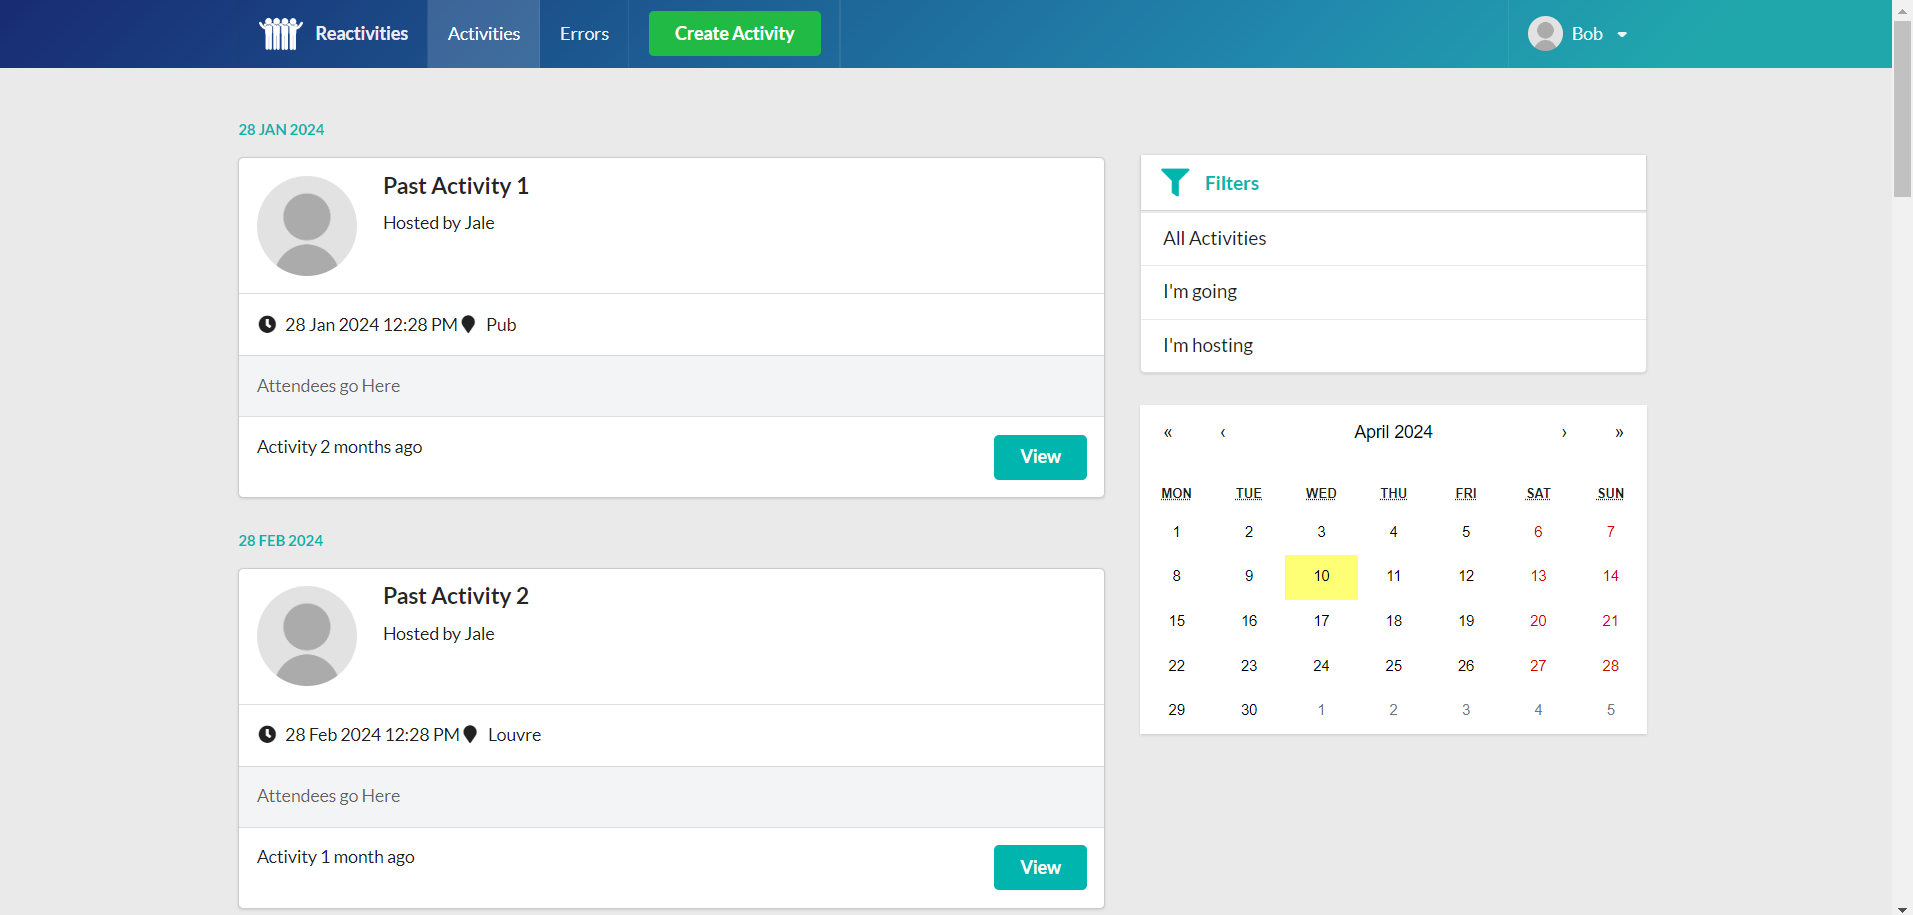 Reactivities Activities Errors Create Activity Bob
28 JAN 2024
Past Activity 1
Hosted by Jale
28 Jan 2024 12:28 PM Pub
Attendees go Here
Activity 2 months ago
View
28 FEB 2024
Past Activity 2
Hosted by Jale
28 Feb 2024 12:28 PM Louvre
Attendees go Here
Activity 1 month ago
View
Filters
All Activities
I'm going
I'm hosting
« ‹ April 2024 › »
MON TUE WED THU FRI SAT SUN
1 2 3 4 5 6 7
8 9 10 11 12 13 14
15 16 17 18 19 20 21
22 23 24 25 26 27 28
29 30 1 2 3 4 5